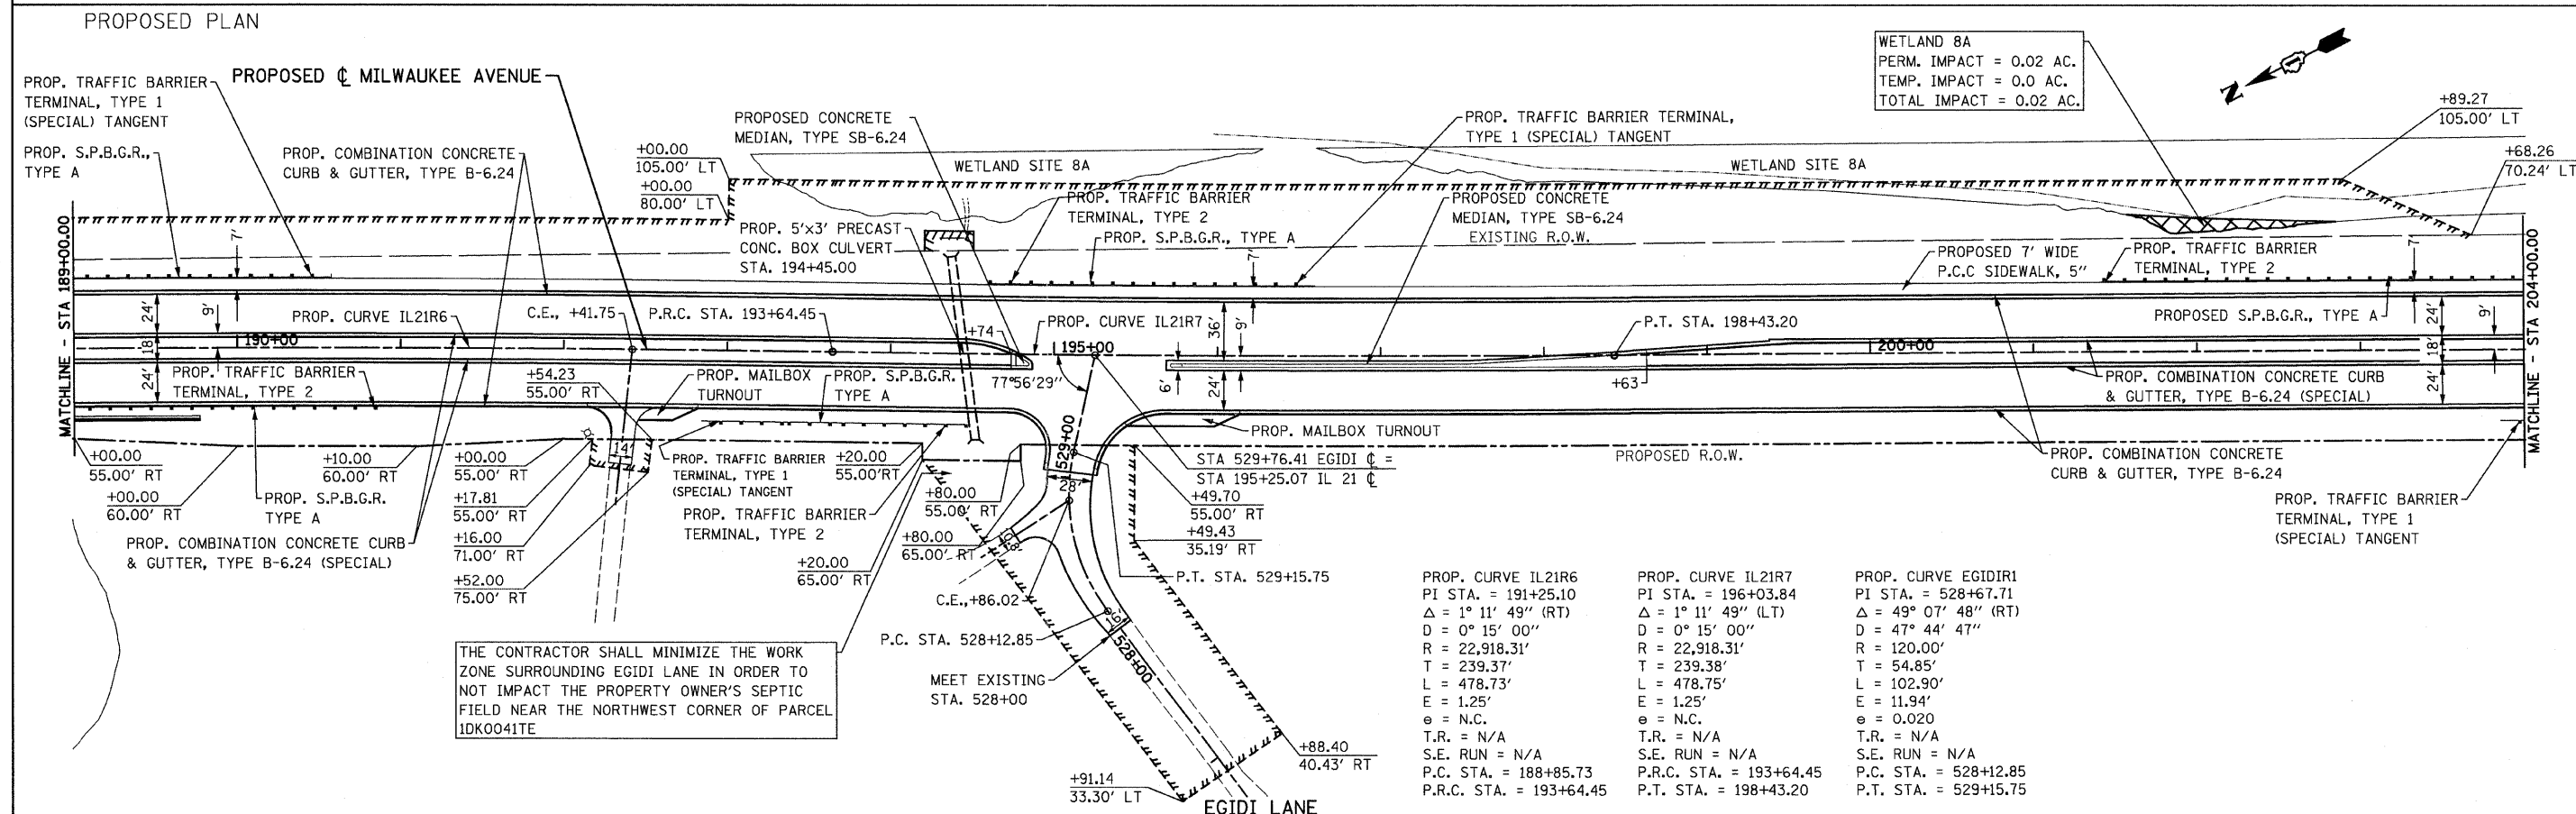 PROPOSED PLAN
PROP. TRAFFIC BARRIER
TERMINAL, TYPE 1
(SPECIAL) TANGENT
PROPOSED ℄ MILWAUKEE AVENUE
PROP. S.P.B.G.R.,
TYPE A
PROP. COMBINATION CONCRETE
CURB & GUTTER, TYPE B-6.24
+00.00
105.00' LT
+00.00
80.00' LT
PROPOSED CONCRETE
MEDIAN, TYPE SB-6.24
WETLAND SITE 8A
PROP. TRAFFIC BARRIER TERMINAL,
TYPE 1 (SPECIAL) TANGENT
WETLAND 8A
PERM. IMPACT = 0.02 AC.
TEMP. IMPACT = 0.0 AC.
TOTAL IMPACT = 0.02 AC.
N
+89.27
105.00' LT
+68.26
70.24' LT
WETLAND SITE 8A
PROP. TRAFFIC BARRIER
TERMINAL, TYPE 2
PROPOSED CONCRETE
MEDIAN, TYPE SB-6.24
EXISTING R.O.W.
PROP. 5'x3' PRECAST
CONC. BOX CULVERT
STA. 194+45.00
PROP. S.P.B.G.R., TYPE A
PROPOSED 7' WIDE
P.C.C SIDEWALK, 5"
PROP. TRAFFIC BARRIER
TERMINAL, TYPE 2
MATCHLINE - STA 189+00.00
7'
7'
7'
24'
9'
18'
24'
PROP. CURVE IL21R6
190+00
C.E., +41.75
P.R.C. STA. 193+64.45
+74
PROP. CURVE IL21R7
195+00
77°56'29"
36'
9'
6'
24'
P.T. STA. 198+43.20
+63
200+00
PROPOSED S.P.B.G.R., TYPE A
24'
9'
18'
24'
MATCHLINE - STA 204+00.00
PROP. TRAFFIC BARRIER
TERMINAL, TYPE 2
+54.23
55.00' RT
PROP. MAILBOX
TURNOUT
PROP. S.P.B.G.R.
TYPE A
PROP. COMBINATION CONCRETE CURB
& GUTTER, TYPE B-6.24 (SPECIAL)
PROP. MAILBOX TURNOUT
+00.00
55.00' RT
+00.00
60.00' RT
+10.00
60.00' RT
PROP. S.P.B.G.R.
TYPE A
+00.00
55.00' RT
14'
+17.81
55.00' RT
+16.00
71.00' RT
+52.00
75.00' RT
PROP. COMBINATION CONCRETE CURB
& GUTTER, TYPE B-6.24 (SPECIAL)
PROP. TRAFFIC BARRIER
TERMINAL, TYPE 1
(SPECIAL) TANGENT
+20.00
55.00'RT
PROP. TRAFFIC BARRIER
TERMINAL, TYPE 2
+20.00
65.00' RT
+80.00
55.00' RT
+80.00
65.00' RT
529+00
28'
STA 529+76.41 EGIDI ℄ =
STA 195+25.07 IL 21 ℄
+49.70
55.00' RT
+49.43
35.19' RT
PROPOSED R.O.W.
PROP. COMBINATION CONCRETE
CURB & GUTTER, TYPE B-6.24
PROP. TRAFFIC BARRIER
TERMINAL, TYPE 1
(SPECIAL) TANGENT
P.T. STA. 529+15.75
C.E.,+86.02
P.C. STA. 528+12.85
528+00
MEET EXISTING
STA. 528+00
THE CONTRACTOR SHALL MINIMIZE THE WORK
ZONE SURROUNDING EGIDI LANE IN ORDER TO
NOT IMPACT THE PROPERTY OWNER'S SEPTIC
FIELD NEAR THE NORTHWEST CORNER OF PARCEL
1DK0041TE
+91.14
33.30' LT
+88.40
40.43' RT
EGIDI LANE
PROP. CURVE IL21R6
PI STA. = 191+25.10
Δ = 1° 11' 49" (RT)
D = 0° 15' 00"
R = 22,918.31'
T = 239.37'
L = 478.73'
E = 1.25'
e = N.C.
T.R. = N/A
S.E. RUN = N/A
P.C. STA. = 188+85.73
P.R.C. STA. = 193+64.45
PROP. CURVE IL21R7
PI STA. = 196+03.84
Δ = 1° 11' 49" (LT)
D = 0° 15' 00"
R = 22,918.31'
T = 239.38'
L = 478.75'
E = 1.25'
e = N.C.
T.R. = N/A
S.E. RUN = N/A
P.R.C. STA. = 193+64.45
P.T. STA. = 198+43.20
PROP. CURVE EGIDIR1
PI STA. = 528+67.71
Δ = 49° 07' 48" (RT)
D = 47° 44' 47"
R = 120.00'
T = 54.85'
L = 102.90'
E = 11.94'
e = 0.020
T.R. = N/A
S.E. RUN = N/A
P.C. STA. = 528+12.85
P.T. STA. = 529+15.75